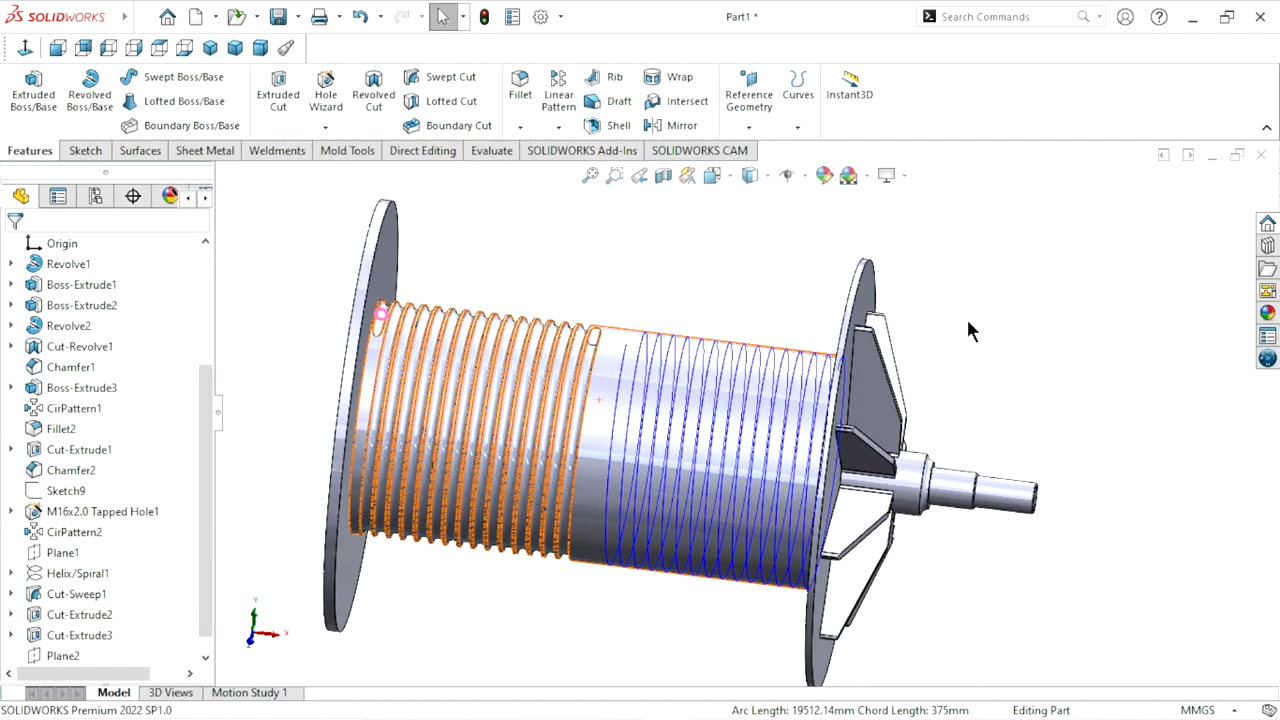 SOLIDWORKS
Part1 *
Search Commands
Extruded Boss/Base
Revolved Boss/Base
Swept Boss/Base
Lofted Boss/Base
Boundary Boss/Base
Extruded Cut
Hole Wizard
Revolved Cut
Swept Cut
Lofted Cut
Boundary Cut
Fillet
Linear Pattern
Rib
Draft
Shell
Wrap
Intersect
Mirror
Reference Geometry
Curves
Instant3D
Features
Sketch
Surfaces
Sheet Metal
Weldments
Mold Tools
Direct Editing
Evaluate
SOLIDWORKS Add-Ins
SOLIDWORKS CAM
Origin
Revolve1
Boss-Extrude1
Boss-Extrude2
Revolve2
Cut-Revolve1
Chamfer1
Boss-Extrude3
CirPattern1
Fillet2
Cut-Extrude1
Chamfer2
Sketch9
M16x2.0 Tapped Hole1
CirPattern2
Plane1
Helix/Spiral1
Cut-Sweep1
Cut-Extrude2
Cut-Extrude3
Plane2
Y
X
Z
Model
3D Views
Motion Study 1
SOLIDWORKS Premium 2022 SP1.0
Arc Length: 19512.14mm Chord Length: 375mm
Editing Part
MMGS